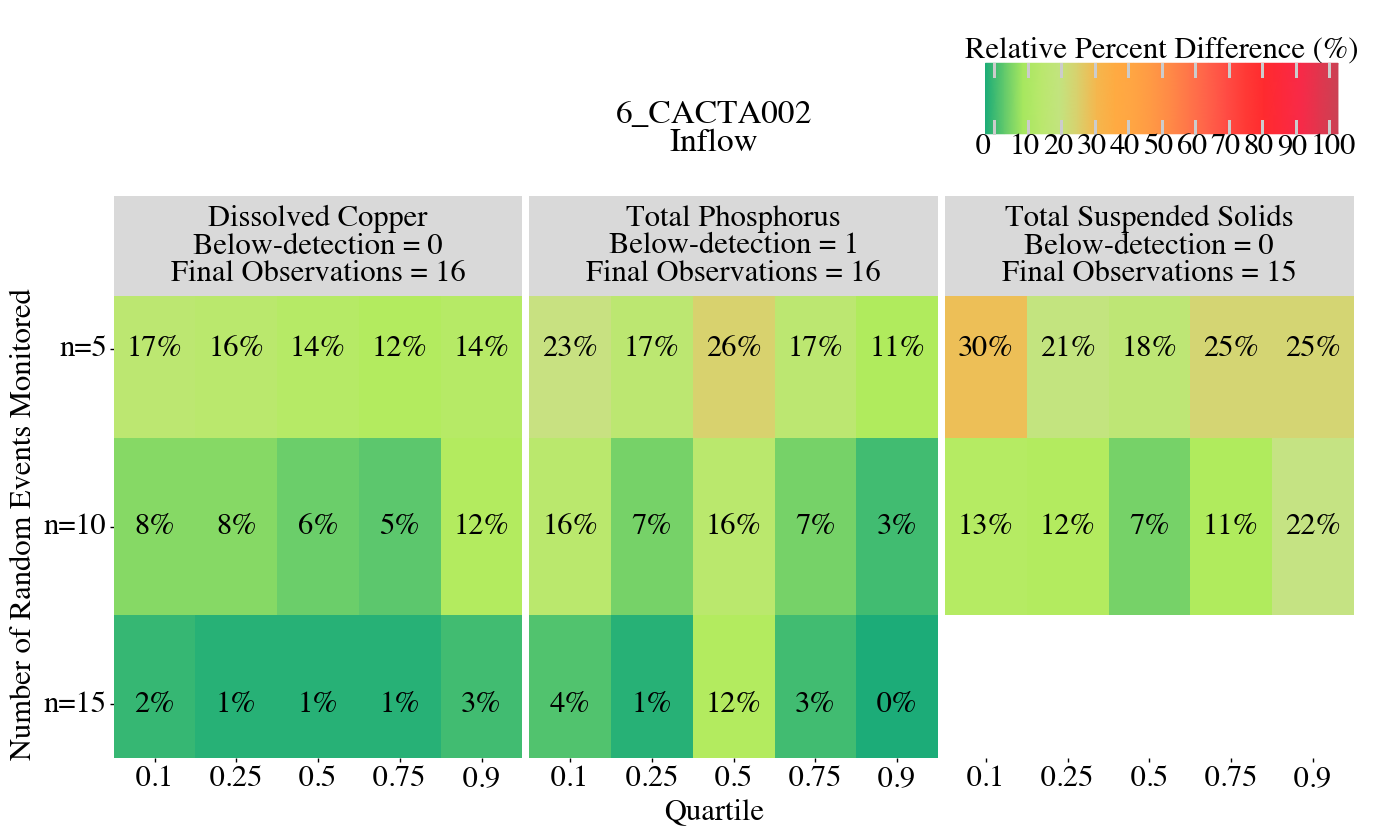 Relative Percent Difference (%)
0 10 20 30 40 50 60 70 80 90 100
6_CACTA002
Inflow
Dissolved Copper
Below-detection = 0
Final Observations = 16
Total Phosphorus
Below-detection = 1
Final Observations = 16
Total Suspended Solids
Below-detection = 0
Final Observations = 15
Number of Random Events Monitored
n=5 17% 16% 14% 12% 14% 23% 17% 26% 17% 11% 30% 21% 18% 25% 25%
n=10 8% 8% 6% 5% 12% 16% 7% 16% 7% 3% 13% 12% 7% 11% 22%
n=15 2% 1% 1% 1% 3% 4% 1% 12% 3% 0%
0.1 0.25 0.5 0.75 0.9 0.1 0.25 0.5 0.75 0.9 0.1 0.25 0.5 0.75 0.9
Quartile